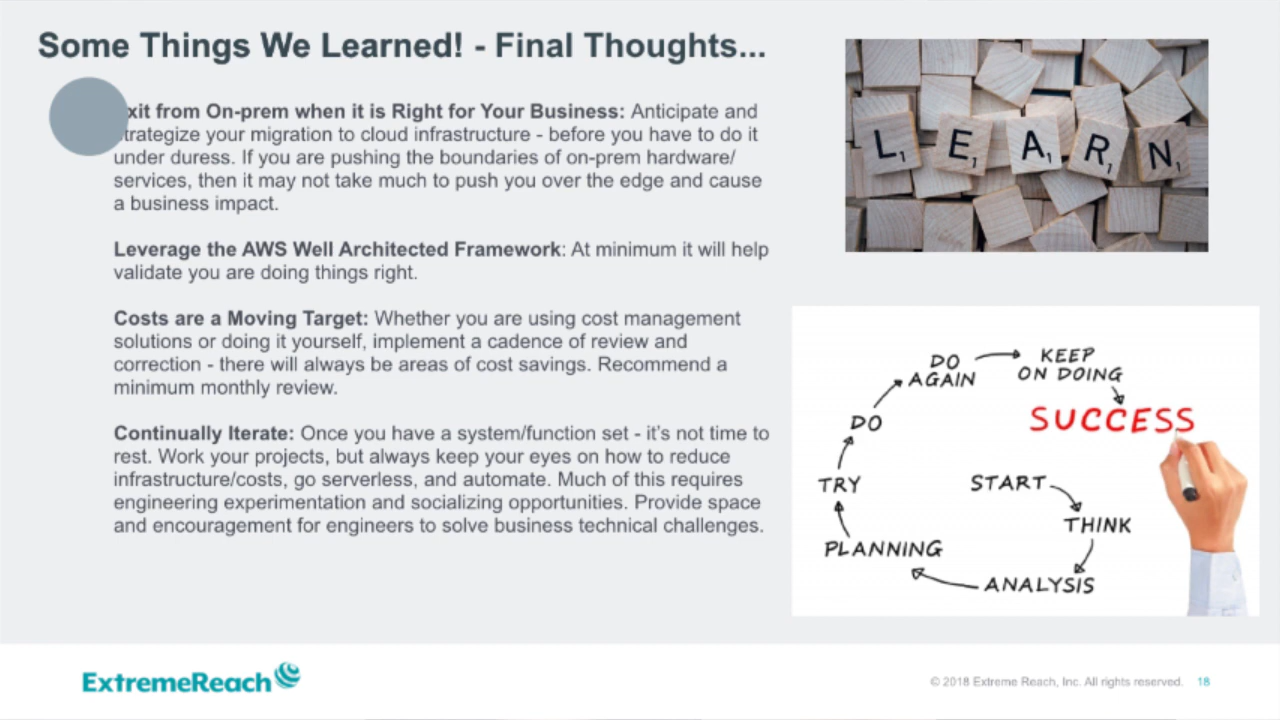 Some Things We Learned! - Final Thoughts...
xit from On-prem when it is Right for Your Business: Anticipate and
trategize your migration to cloud infrastructure - before you have to do it
under duress. If you are pushing the boundaries of on-prem hardware/
services, then it may not take much to push you over the edge and cause
a business impact.
Leverage the AWS Well Architected Framework: At minimum it will help
validate you are doing things right.
Costs are a Moving Target: Whether you are using cost management
solutions or doing it yourself, implement a cadence of review and
correction - there will always be areas of cost savings. Recommend a
minimum monthly review.
Continually Iterate: Once you have a system/function set - it's not time to
rest. Work your projects, but always keep your eyes on how to reduce
infrastructure/costs, go serverless, and automate. Much of this requires
engineering experimentation and socializing opportunities. Provide space
and encouragement for engineers to solve business technical challenges.
L1 E1 A1 R1 N1
START
THINK
ANALYSIS
PLANNING
TRY
DO
DO
AGAIN
KEEP
ON DOING
SUCCESS
ExtremeReach
© 2018 Extreme Reach, Inc. All rights reserved. 18